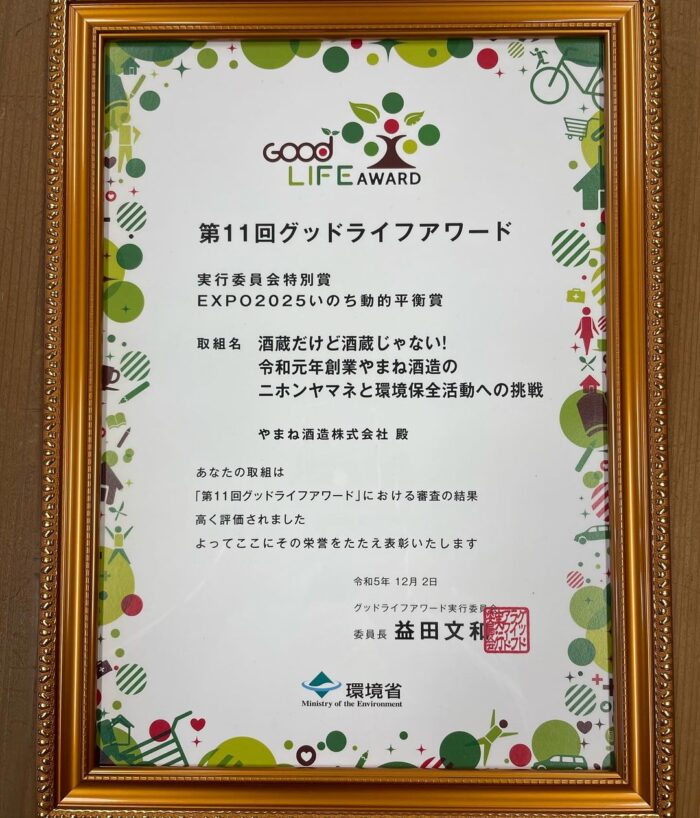 GOOD
LIFE AWARD
第11回グッドライフアワード
実行委員会特別賞
EXPO2025いのち動的平衡賞
取組名 酒蔵だけど酒蔵じゃない!
令和元年創業やまね酒造の
ニホンヤマネと環境保全活動への挑戦
やまね酒造株式会社 殿
あなたの取組は
「第11回グッドライフアワード」における審査の結果
高く評価されました
よってここにその栄誉をたたえ表彰いたします
令和5年 12月 2日
グッドライフアワード実行委員会
委員長 益田文和
環境省
Ministry of the Environment